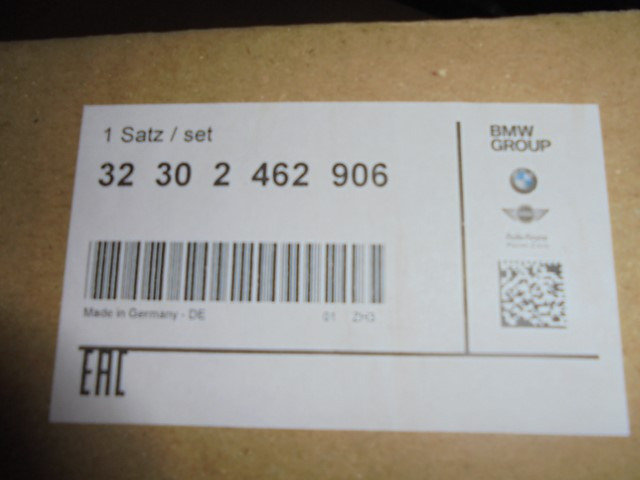 1 Satz / set
32 30 2 462 906
Made in Germany - DE
01 ZH3
BMW
GROUP
EAC